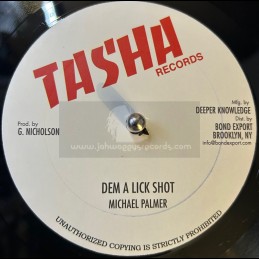 TASHA
RECORDS
Prod. by
G. NICHOLSON
Mfg. by
DEEPER KNOWLEDGE
Dist. by
BOND EXPORT
BROOKLYN, NY
info@bondexport.com
DEM A LICK SHOT
MICHAEL PALMER
UNAUTHORIZED COPYING IS STRICTLY PROHIBITED